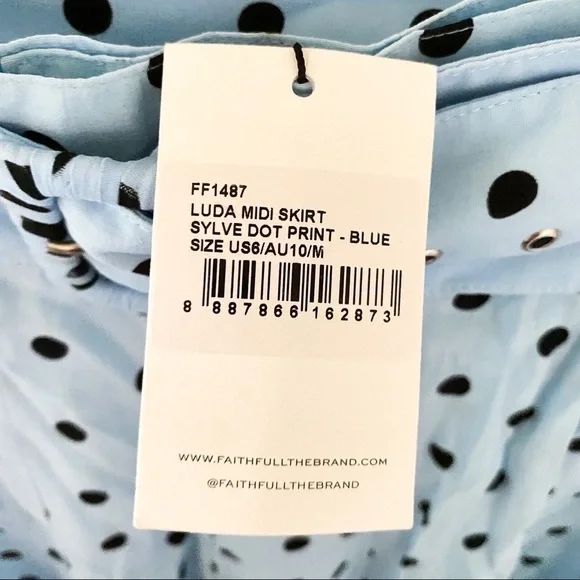 FF1487
LUDA MIDI SKIRT
SYLVE DOT PRINT - BLUE
SIZE US6/AU10/M
8 887866 162873
WWW.FAITHFULLTHEBRAND.COM
@FAITHFULLTHEBRAND